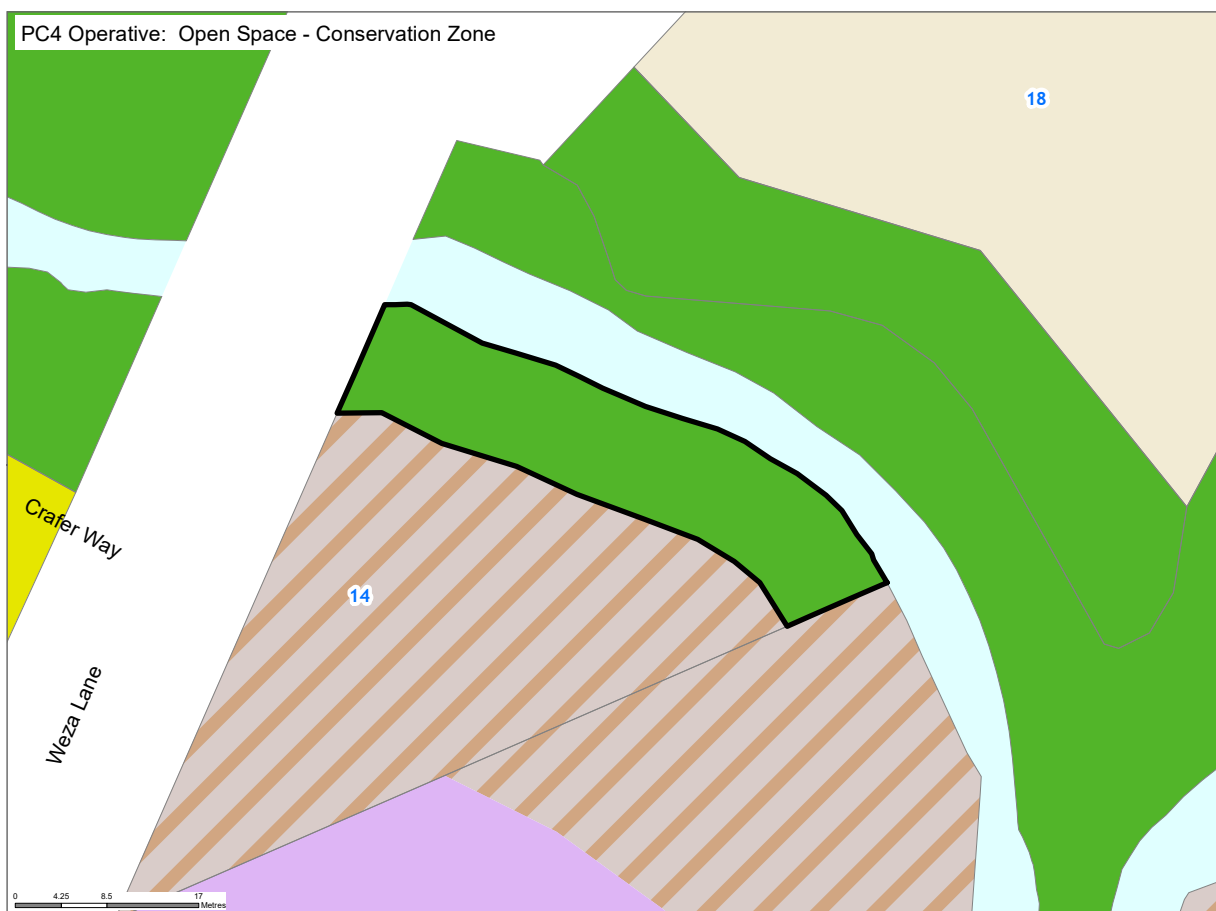 PC4 Operative: Open Space - Conservation Zone
18
Crafer Way
14
Weza Lane
0 4.25 8.5 17
Metres